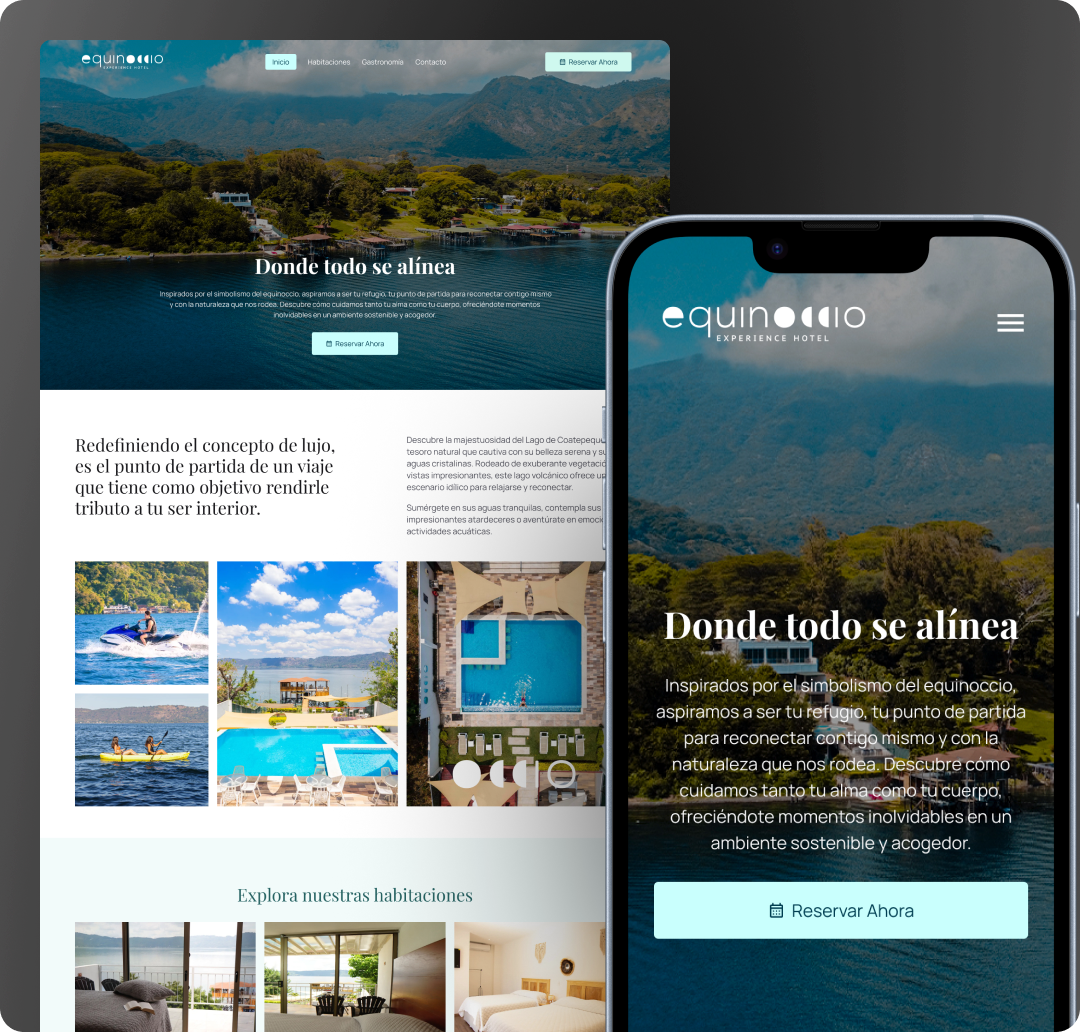 equinoccio
EXPERIENCE HOTEL
Inicio
Habitaciones
Gastronomía
Contacto
Reservar Ahora
Donde todo se alínea
Inspirados por el simbolismo del equinoccio, aspiramos a ser tu refugio, tu punto de partida para reconectar contigo mismo
y con la naturaleza que nos rodea. Descubre cómo cuidamos tanto tu alma como tu cuerpo, ofreciéndote momentos
inolvidables en un ambiente sostenible y acogedor.
Reservar Ahora
Redefiniendo el concepto de lujo,
es el punto de partida de un viaje
que tiene como objetivo rendirle
tributo a tu ser interior.
Descubre la majestuosidad del Lago de Coatepeque
tesoro natural que cautiva con su belleza serena y
aguas cristalinas. Rodeado de exuberante
vistas impresionantes, este lago volcánico ofrece
escenario idílico para relajarse y reconectar.
Sumérgete en sus aguas tranquilas, contempla sus
impresionantes atardeceres o aventúrate en
actividades acuáticas.
Explora nuestras habitaciones
equinoccio
EXPERIENCE HOTEL
Donde todo se alínea
Inspirados por el simbolismo del equinoccio,
aspiramos a ser tu refugio, tu punto de partida
para reconectar contigo mismo y con la
naturaleza que nos rodea. Descubre cómo
cuidamos tanto tu alma como tu cuerpo,
ofreciéndote momentos inolvidables en un
ambiente sostenible y acogedor.
Reservar Ahora